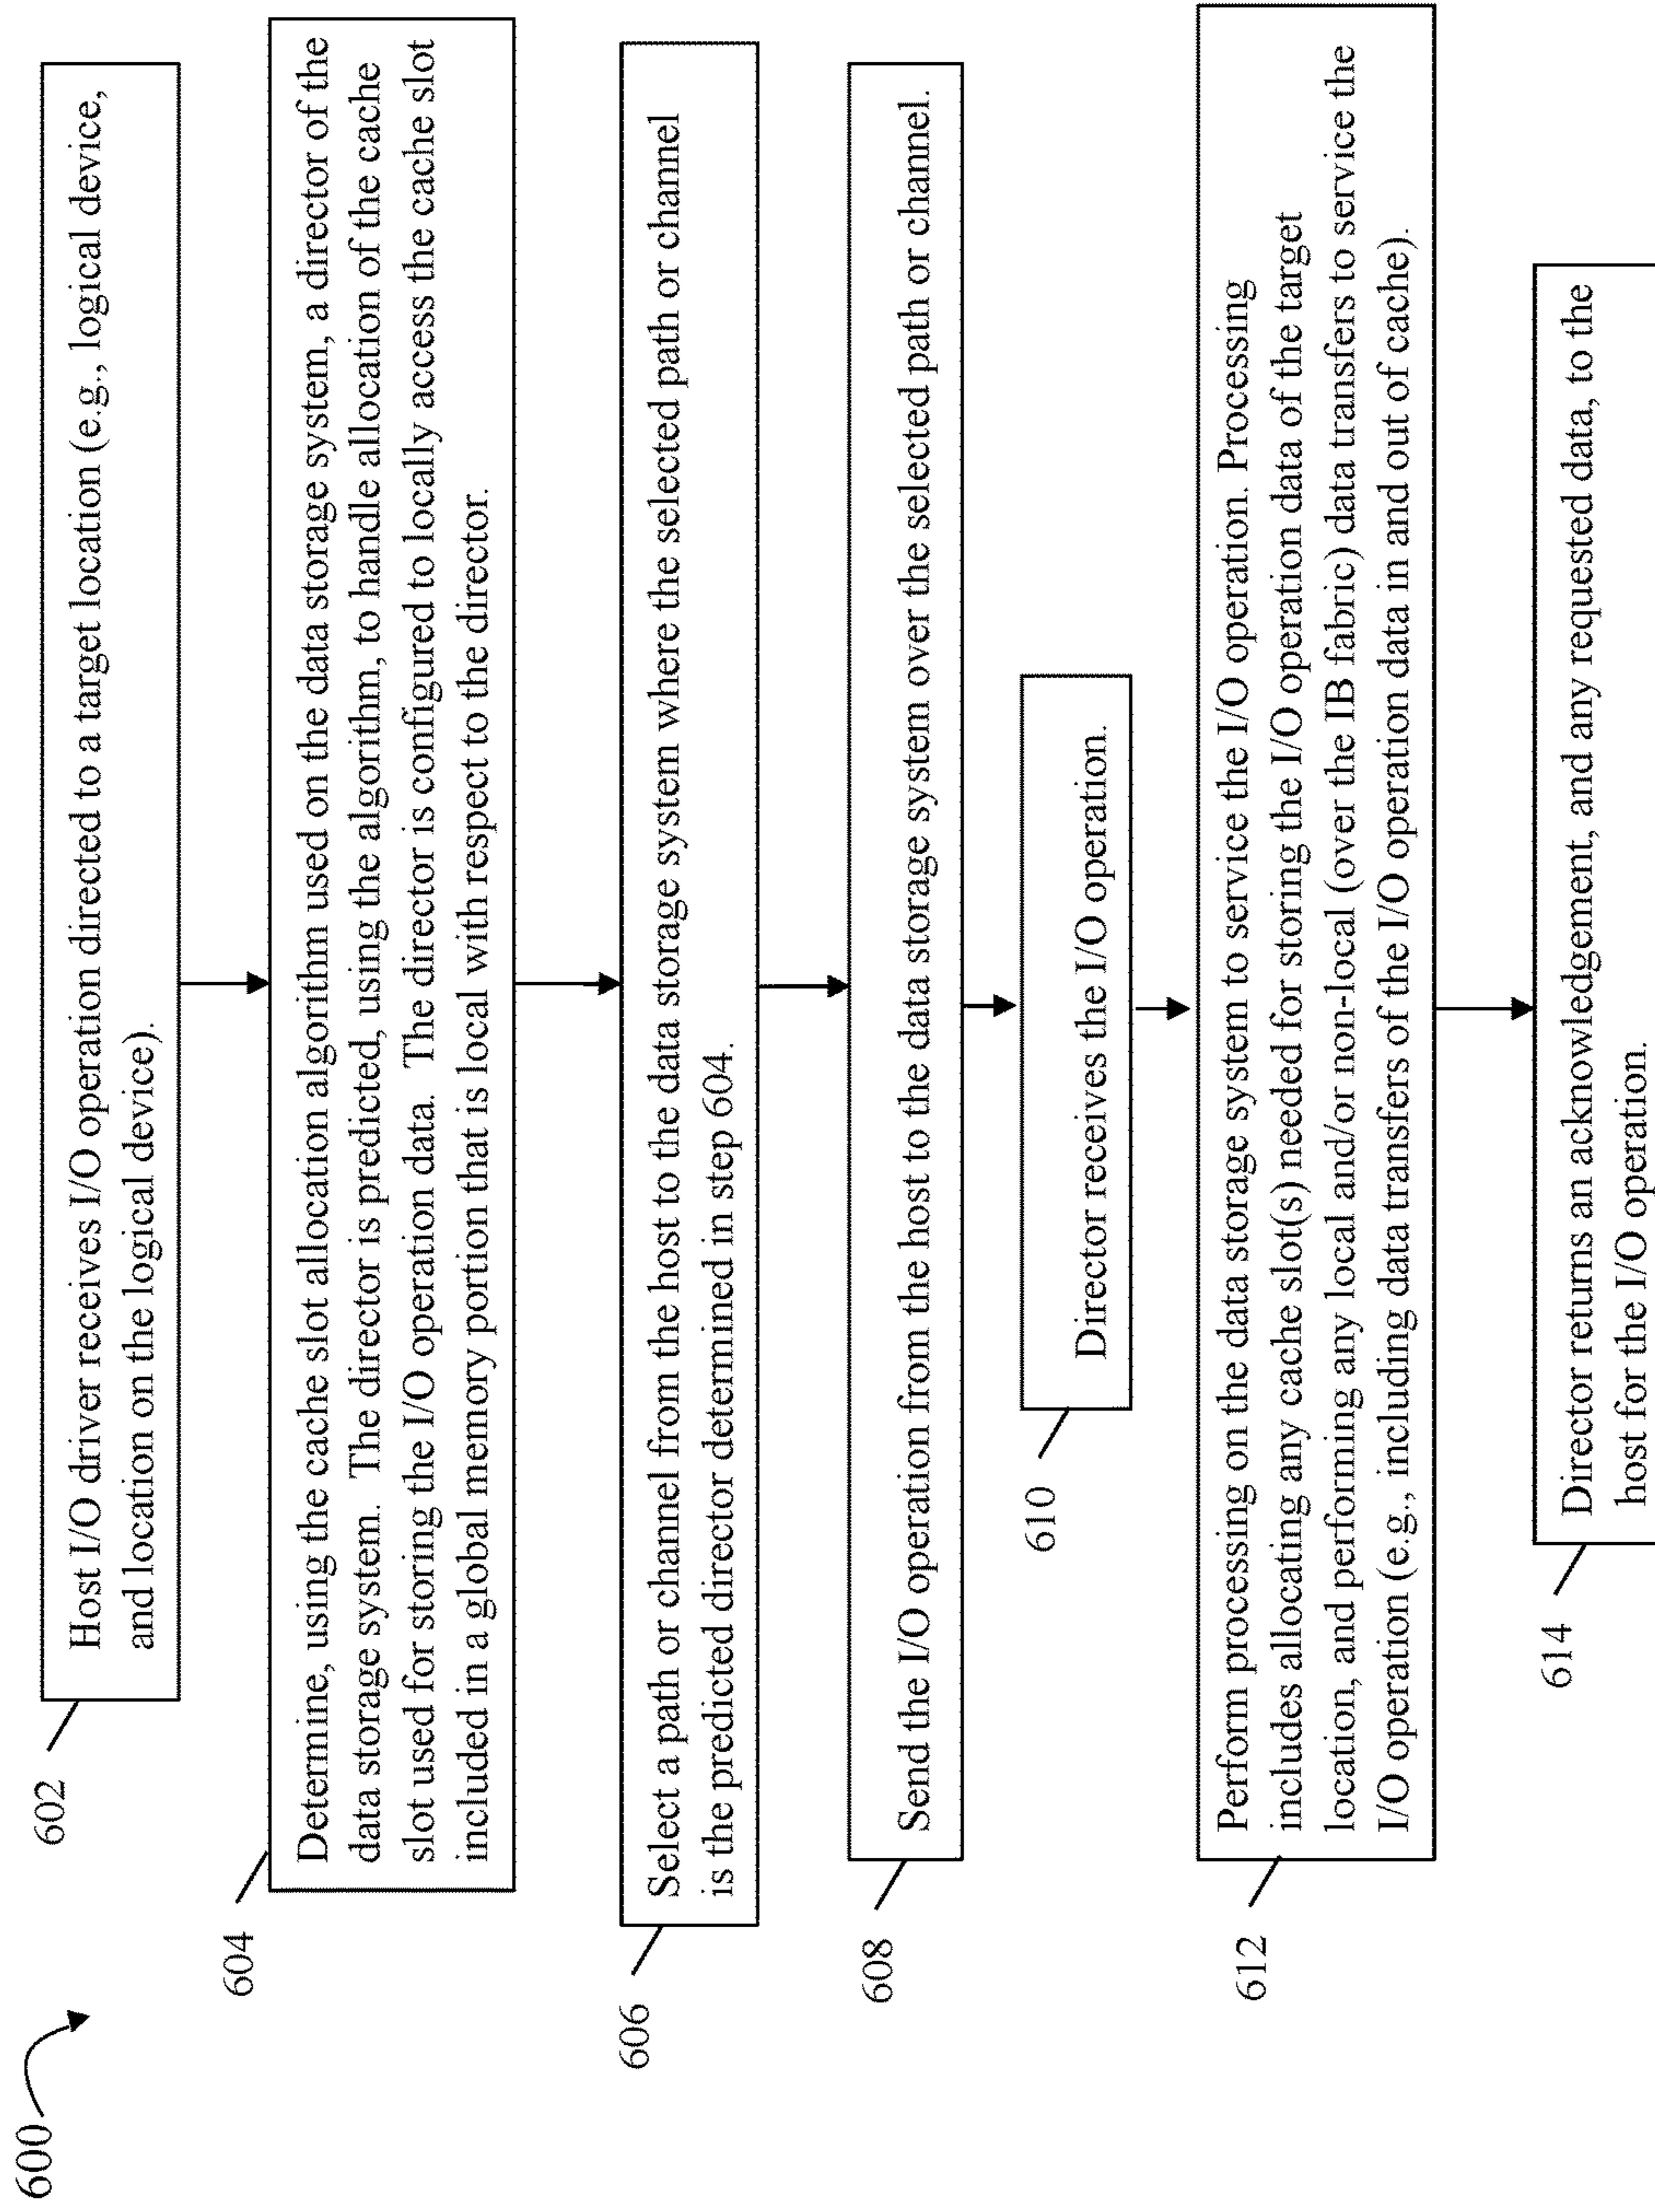 600
602
Host I/O driver receives I/O operation directed to a target location (e.g., logical device,
and location on the logical device).
604
Determine, using the cache slot allocation algorithm used on the data storage system, a director of the
data storage system.  The director is predicted, using the algorithm, to handle allocation of the cache
slot used for storing the I/O operation data.  The director is configured to locally access the cache slot
included in a global memory portion that is local with respect to the director.
606
Select a path or channel from the host to the data storage system where the selected path or channel
is the predicted director determined in step 604.
608
Send the I/O operation from the host to the data storage system over the selected path or channel.
610
Director receives the I/O operation.
612
Perform processing on the data storage system to service the I/O operation. Processing
includes allocating any cache slot(s) needed for storing the I/O operation data of the target
location, and performing any local and/or non-local (over the IB fabric) data transfers to service the
I/O operation (e.g., including data transfers of the I/O operation data in and out of cache).
614
Director returns an acknowledgement, and any requested data, to the
host for the I/O operation.